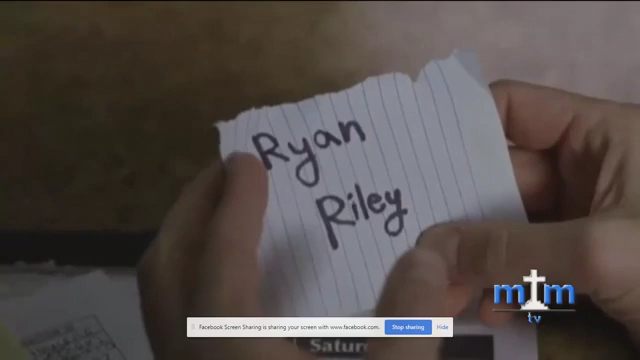 Ryan
Riley
mtm
tv
Facebook Screen Sharing is sharing your screen with www.facebook.com.
Stop sharing
Hide